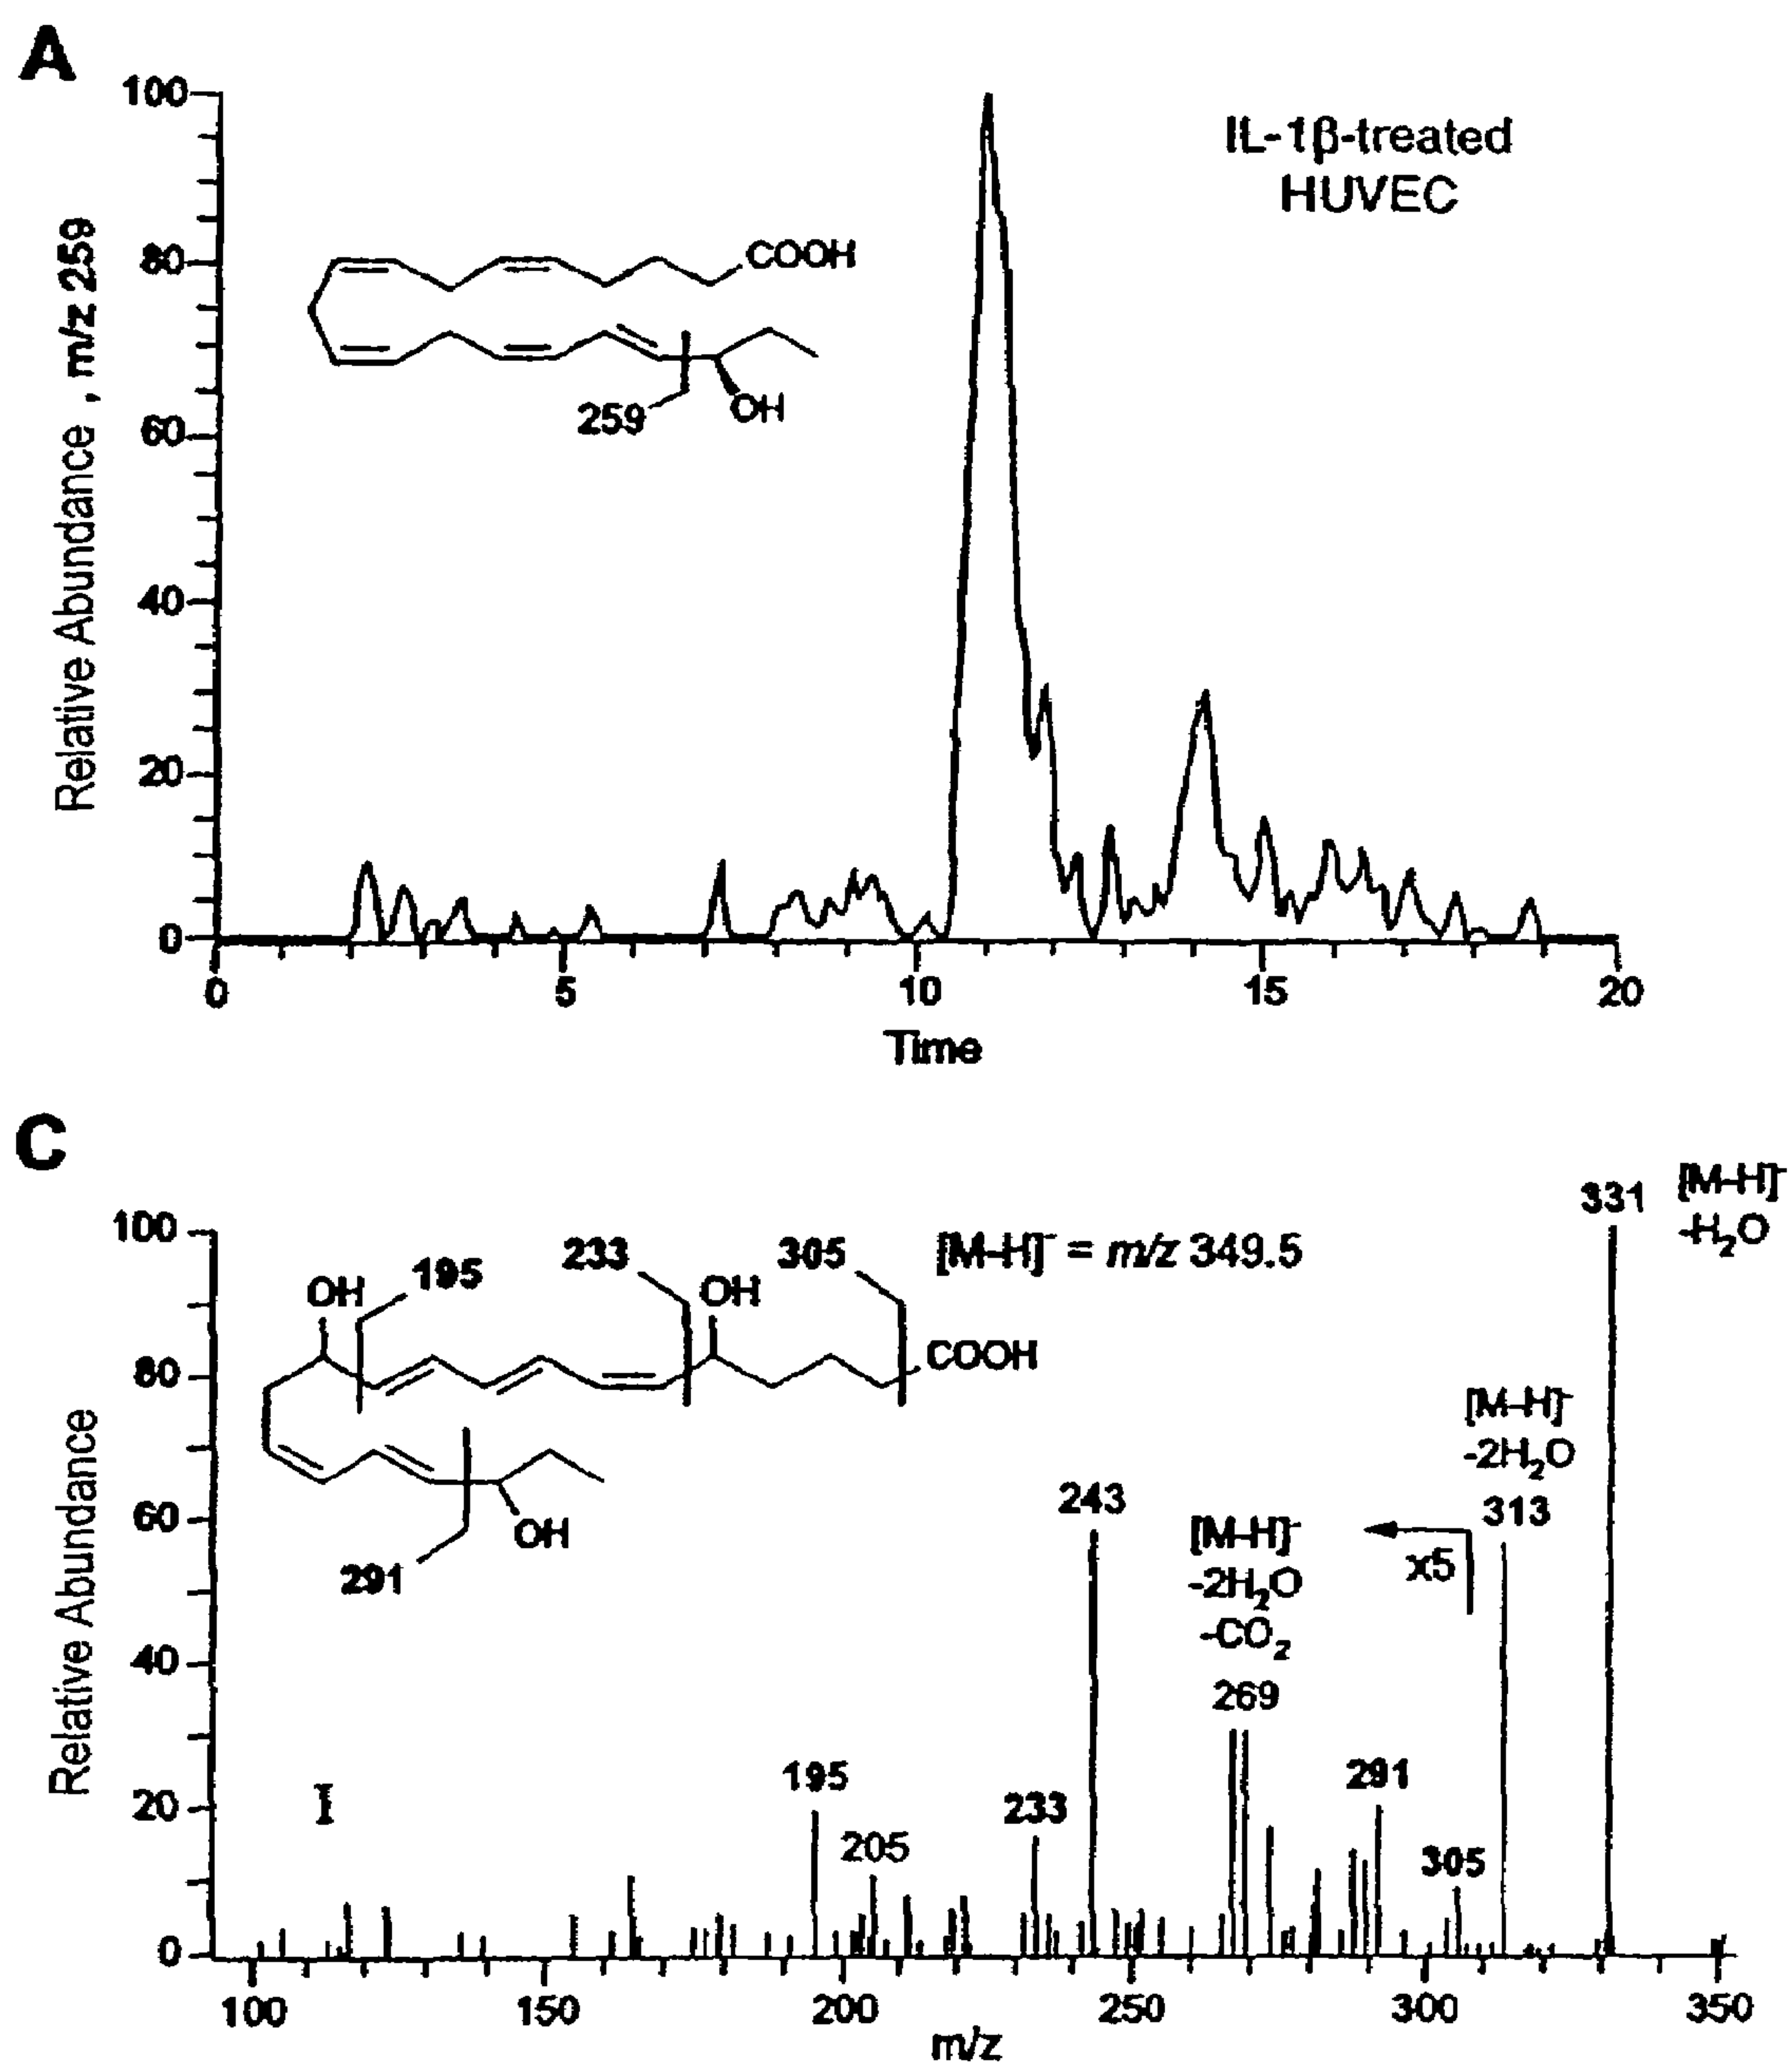 A
IL-1β-treated
HUVEC
Relative Abundance , m/z 259
100
80
60
40
20
0
COOH
OH
259
0 5 10 15 20
Time
C
Relative Abundance
100
80
60
40
20
0
[M-H]⁻ = m/z 349.5
OH
195
233
OH
305
COOH
OH
291
331
[M-H]⁻
-H₂O
[M-H]⁻
-2H₂O
313
x5
243
[M-H]⁻
-2H₂O
-CO₂
269
195
205
233
291
305
I
100 150 200 250 300 350
m/z